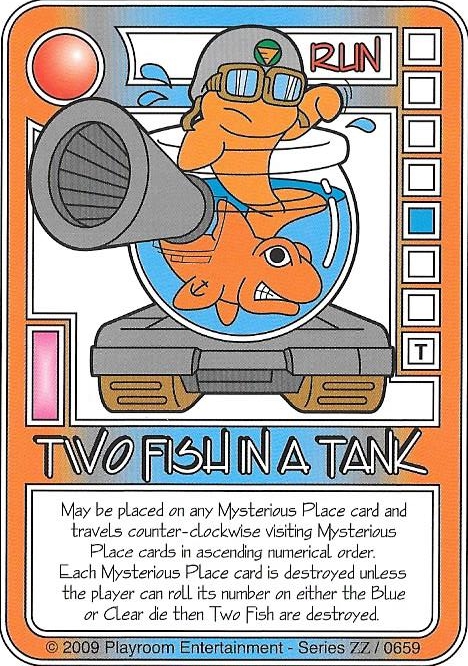 RUN
T
TWO FISH IN A TANK
May be placed on any Mysterious Place card and
travels counter-clockwise visiting Mysterious
Place cards in ascending numerical order.
Each Mysterious Place card is destroyed unless
the player can roll its number on either the Blue
or Clear die then Two Fish are destroyed.
© 2009 Playroom Entertainment - Series ZZ / 0659